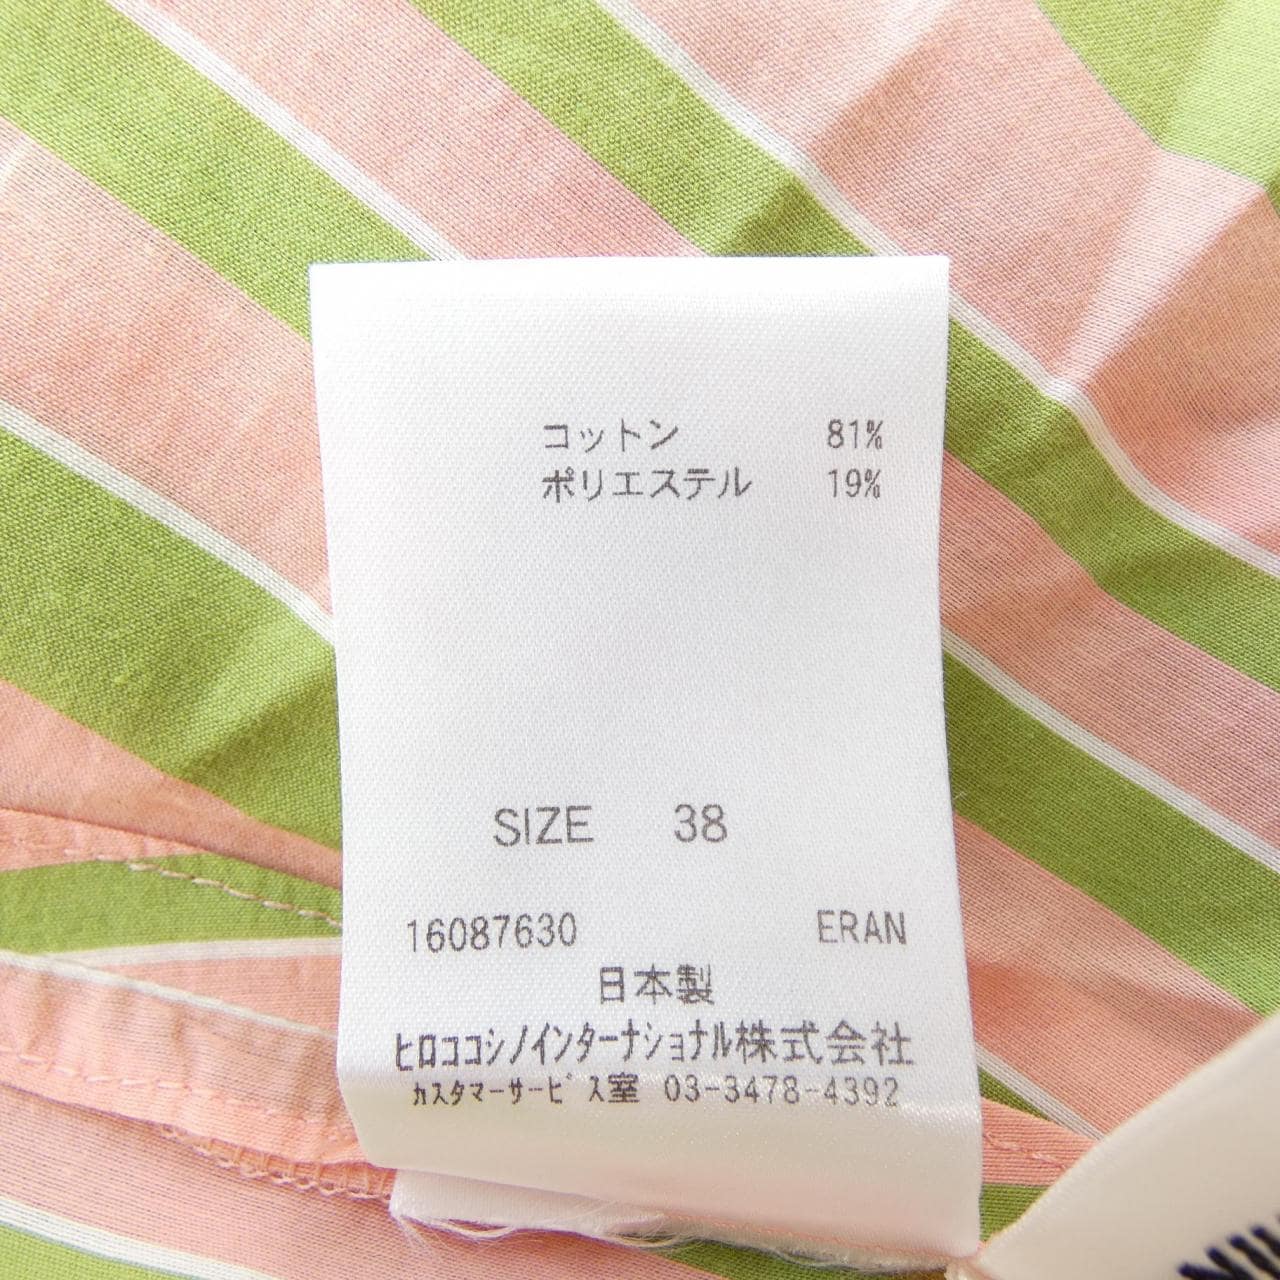 コットン 81%
ポリエステル 19%
SIZE 38
16087630 ERAN
日本製
ヒロココシノインターナショナル株式会社
カスタマーサービス室 03-3478-4392